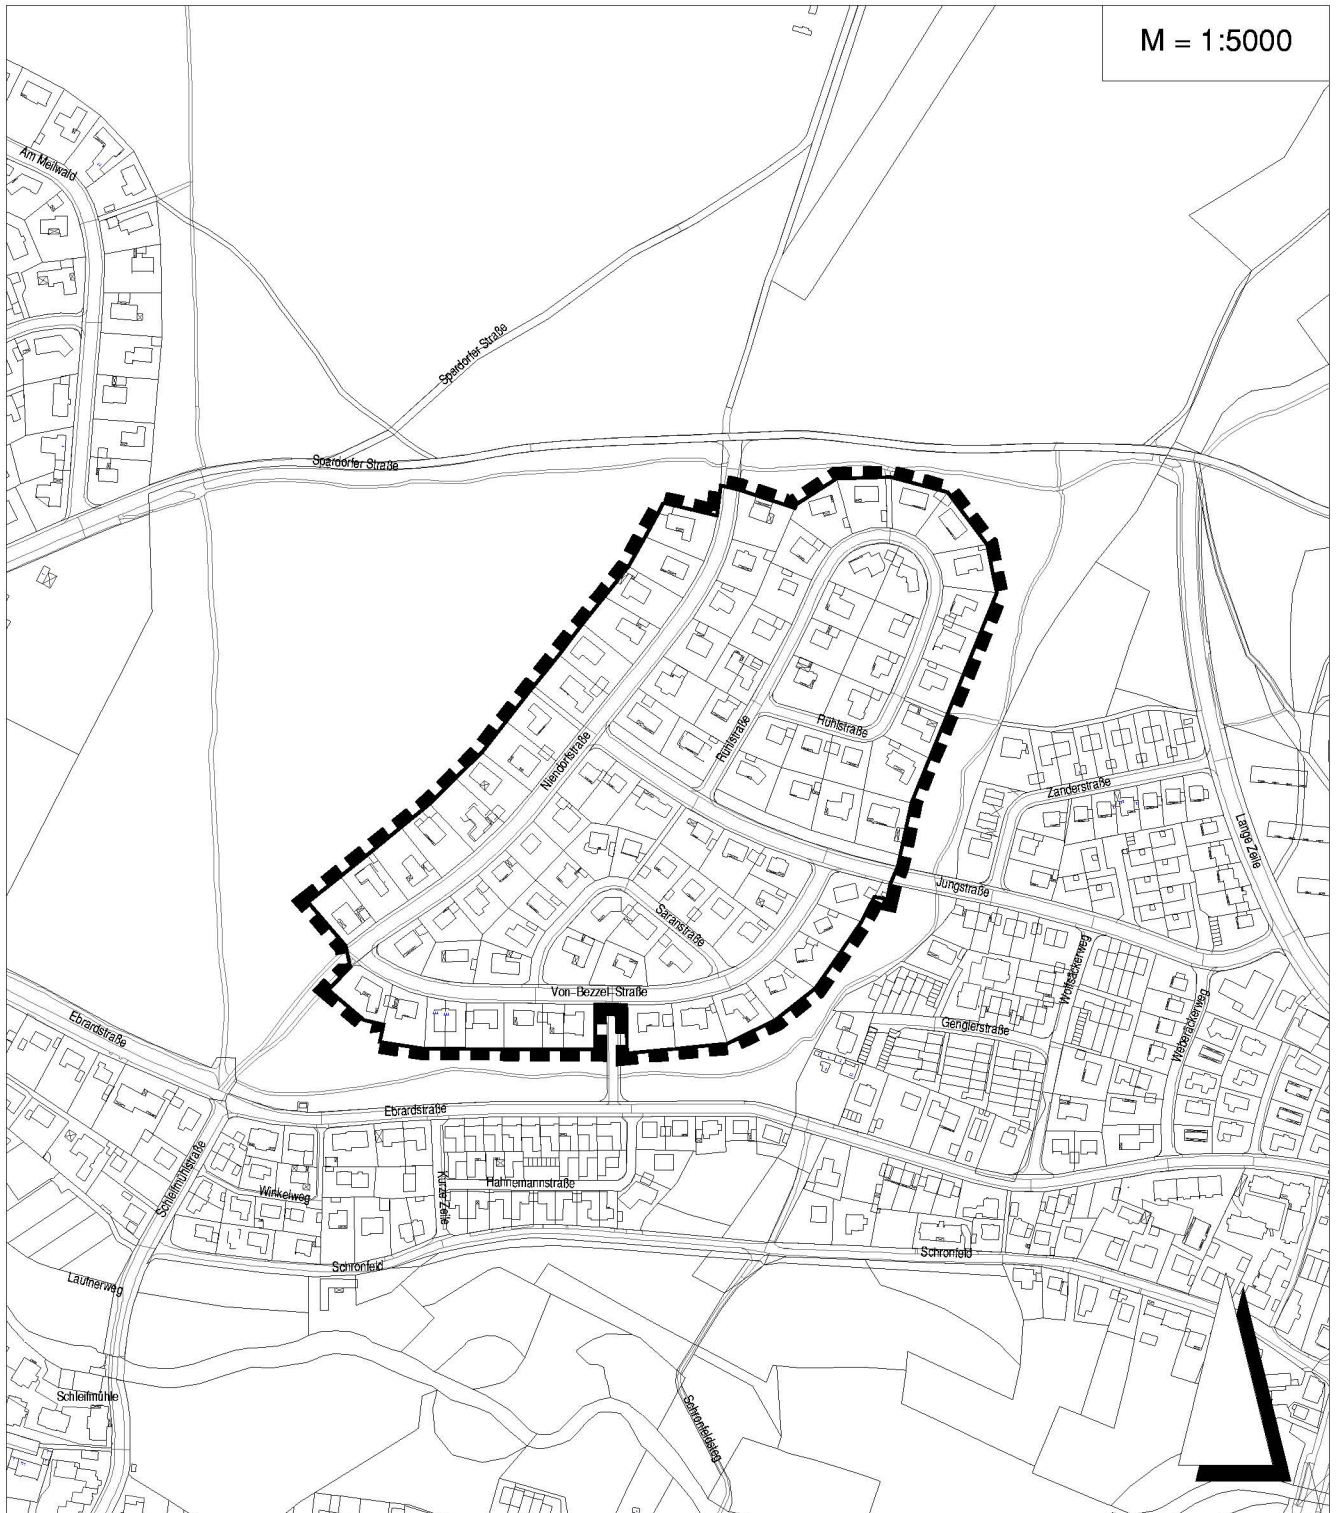 M = 1:5000
Am Meilwald
Spardorfer Straße
Spardorfer Straße
Niendorfstraße
Rühlstraße
Rühlstraße
Zanderstraße
Lange Zeile
Jungstraße
Saranstraße
Wolfsäckerweg
Von-Bezzel-Straße
Genglerstraße
Weberäckerweg
Ebrardstraße
Ebrardstraße
Schleifmühlstraße
Hahnemannstraße
Winkelweg
Kurze Zeile
Schronfeld
Schronfeld
Laufnerweg
Schleifmühle
Schronfeldsteg